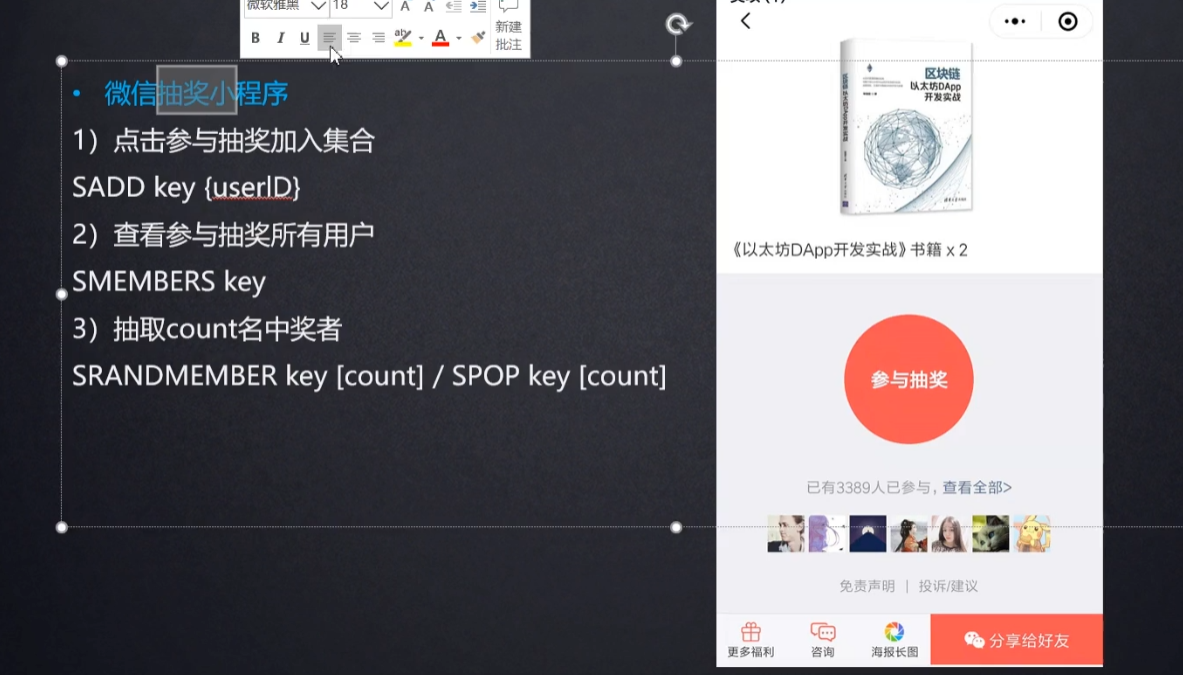 微软雅黑 18 A A
新建
批注
B I U ab A
• 微信抽奖小程序
1）点击参与抽奖加入集合
SADD key {userID}
2）查看参与抽奖所有用户
SMEMBERS key
3）抽取count名中奖者
SRANDMEMBER key [count] / SPOP key [count]
区块链
以太坊DApp
开发实战
《以太坊DApp开发实战》书籍 x 2
参与抽奖
已有3389人已参与，查看全部>
免责声明 | 投诉/建议
更多福利 咨询 海报长图 分享给好友